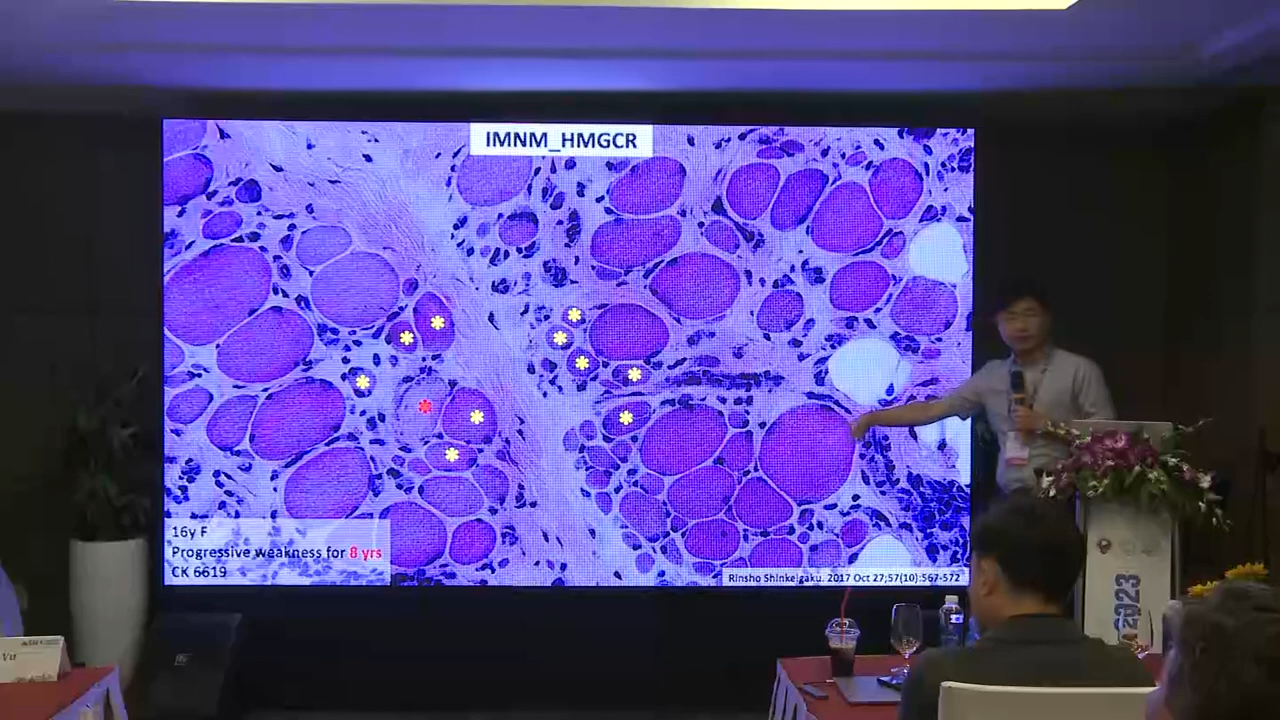 IMNM_HMGCR
16y F
Progressive weakness for 8 yrs
CK 6619
Rinsho Shinkeigaku. 2017 Oct 27;57(10):567-572
2023
Vu